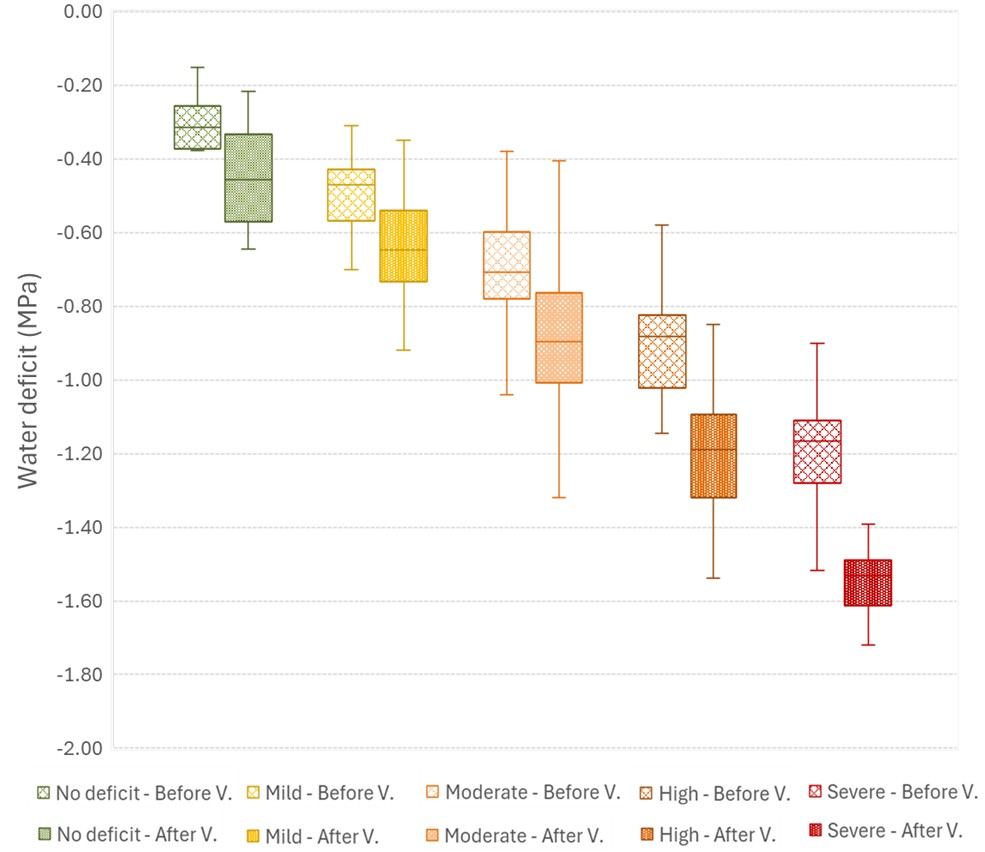 0.00
-0.20
-0.40
-0.60
-0.80
-1.00
-1.20
-1.40
-1.60
-1.80
-2.00
Water deficit (MPa)
No deficit - Before V.
Mild - Before V.
Moderate - Before V.
High - Before V.
Severe - Before V.
No deficit - After V.
Mild - After V.
Moderate - After V.
High - After V.
Severe - After V.